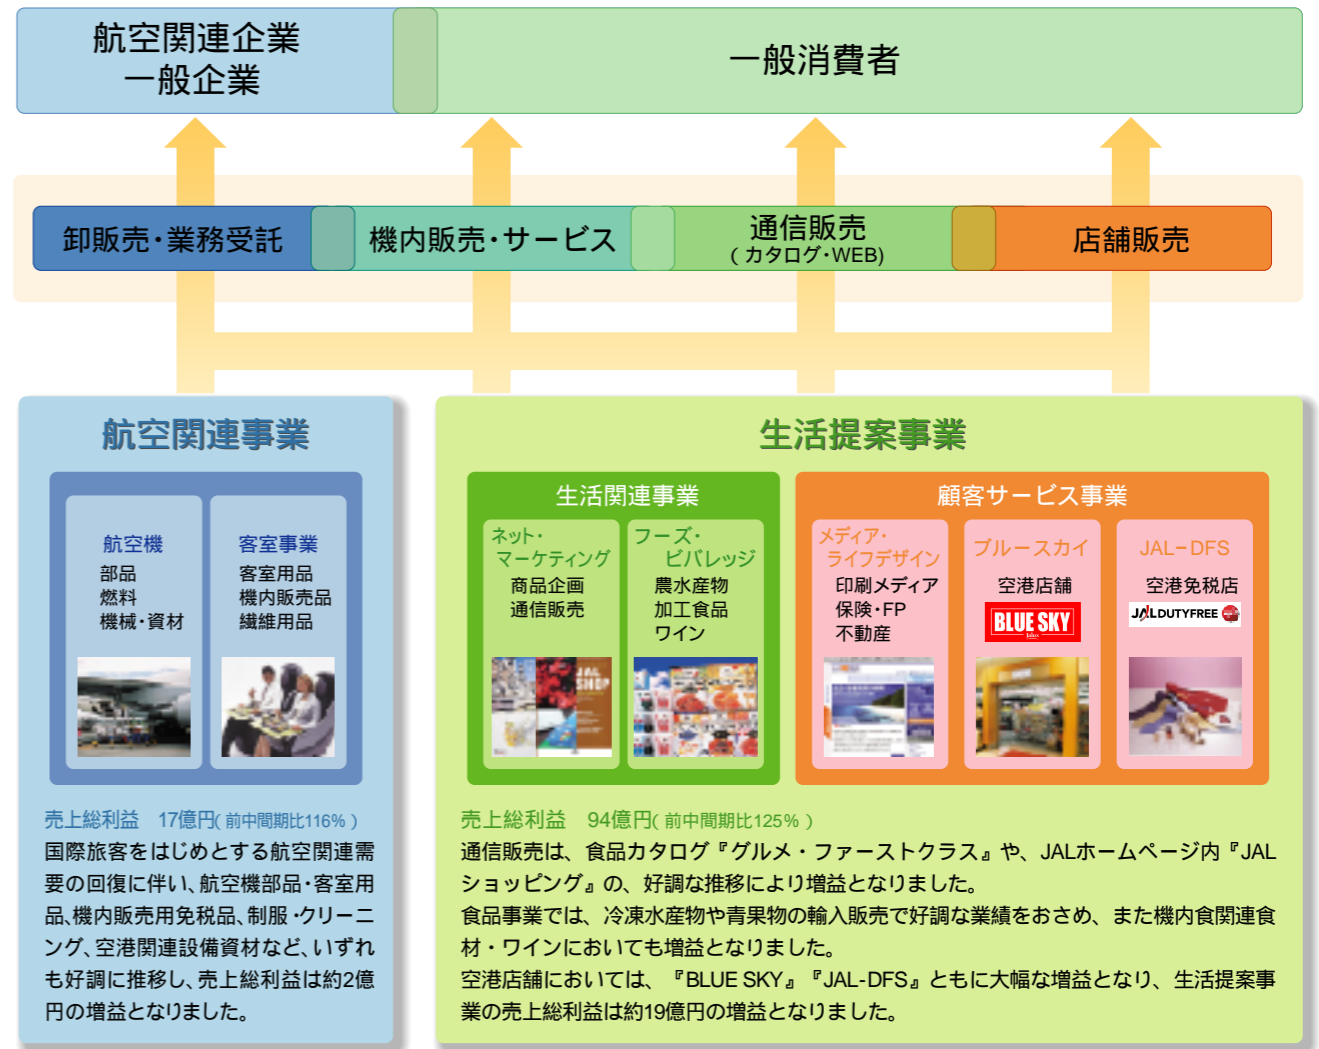 航空関連企業
一般企業
一般消費者
卸販売・業務受託
機内販売・サービス
通信販売
(カタログ・WEB)
店舗販売
航空関連事業
航空機
部品
燃料
機械・資材
客室事業
客室用品
機内販売品
繊維用品
売上総利益　17億円(前中間期比116%)
国際旅客をはじめとする航空関連需
要の回復に伴い、航空機部品・客室用
品、機内販売用免税品、制服・クリーニ
ング、空港関連設備資材など、いずれ
も好調に推移し、売上総利益は約2億
円の増益となりました。
生活提案事業
生活関連事業
ネット・
マーケティング
商品企画
通信販売
JAL
SHOP
フーズ・
ビバレッジ
農水産物
加工食品
ワイン
顧客サービス事業
メディア・
ライフデザイン
印刷メディア
保険・FP
不動産
ブルースカイ
空港店舗
BLUE SKY
JAL-DFS
空港免税店
JALDUTYFREE
売上総利益　94億円(前中間期比125%)
通信販売は、食品カタログ『グルメ・ファーストクラス』や、JALホームページ内『JAL
ショッピング』の、好調な推移により増益となりました。
食品事業では、冷凍水産物や青果物の輸入販売で好調な業績をおさめ、また機内食関連食
材・ワインにおいても増益となりました。
空港店舗においては、『BLUE SKY』『JAL-DFS』ともに大幅な増益となり、生活提案事
業の売上総利益は約19億円の増益となりました。